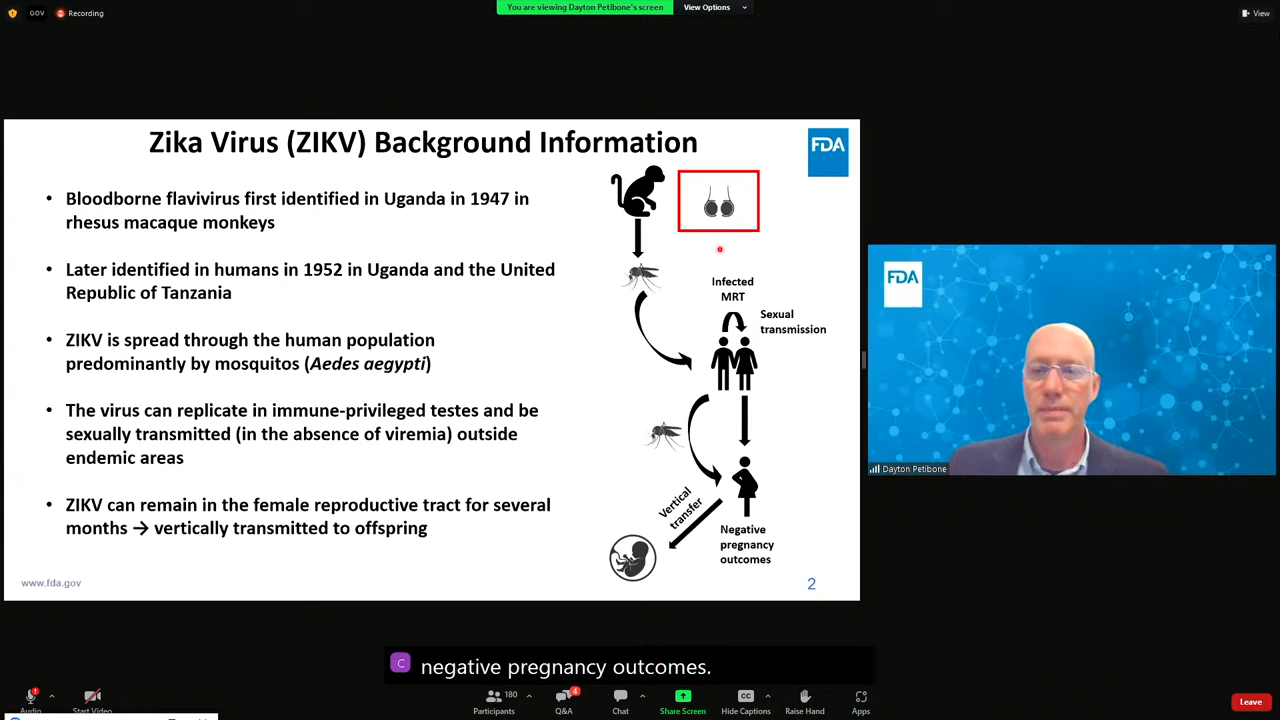 GOV
Recording
You are viewing Dayton Petibone's screen
View Options
View
Zika Virus (ZIKV) Background Information
FDA
• Bloodborne flavivirus first identified in Uganda in 1947 in
rhesus macaque monkeys
• Later identified in humans in 1952 in Uganda and the United
Republic of Tanzania
• ZIKV is spread through the human population
predominantly by mosquitos (Aedes aegypti)
• The virus can replicate in immune-privileged testes and be
sexually transmitted (in the absence of viremia) outside
endemic areas
• ZIKV can remain in the female reproductive tract for several
months → vertically transmitted to offspring
Infected
MRT
Sexual
transmission
Vertical
transfer
Negative
pregnancy
outcomes
www.fda.gov
2
FDA
Dayton Petibone
C
negative pregnancy outcomes.
Audio
Start Video
180
Participants
4
Q&A
Chat
Share Screen
CC
Hide Captions
Raise Hand
Apps
Leave